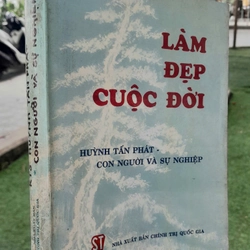 LÀM
ĐẸP
CUỘC ĐỜI
HUỲNH TẤN PHÁT -
CON NGƯỜI VÀ SỰ NGHIỆP
NHÀ XUẤT BẢN CHÍNH TRỊ QUỐC GIA